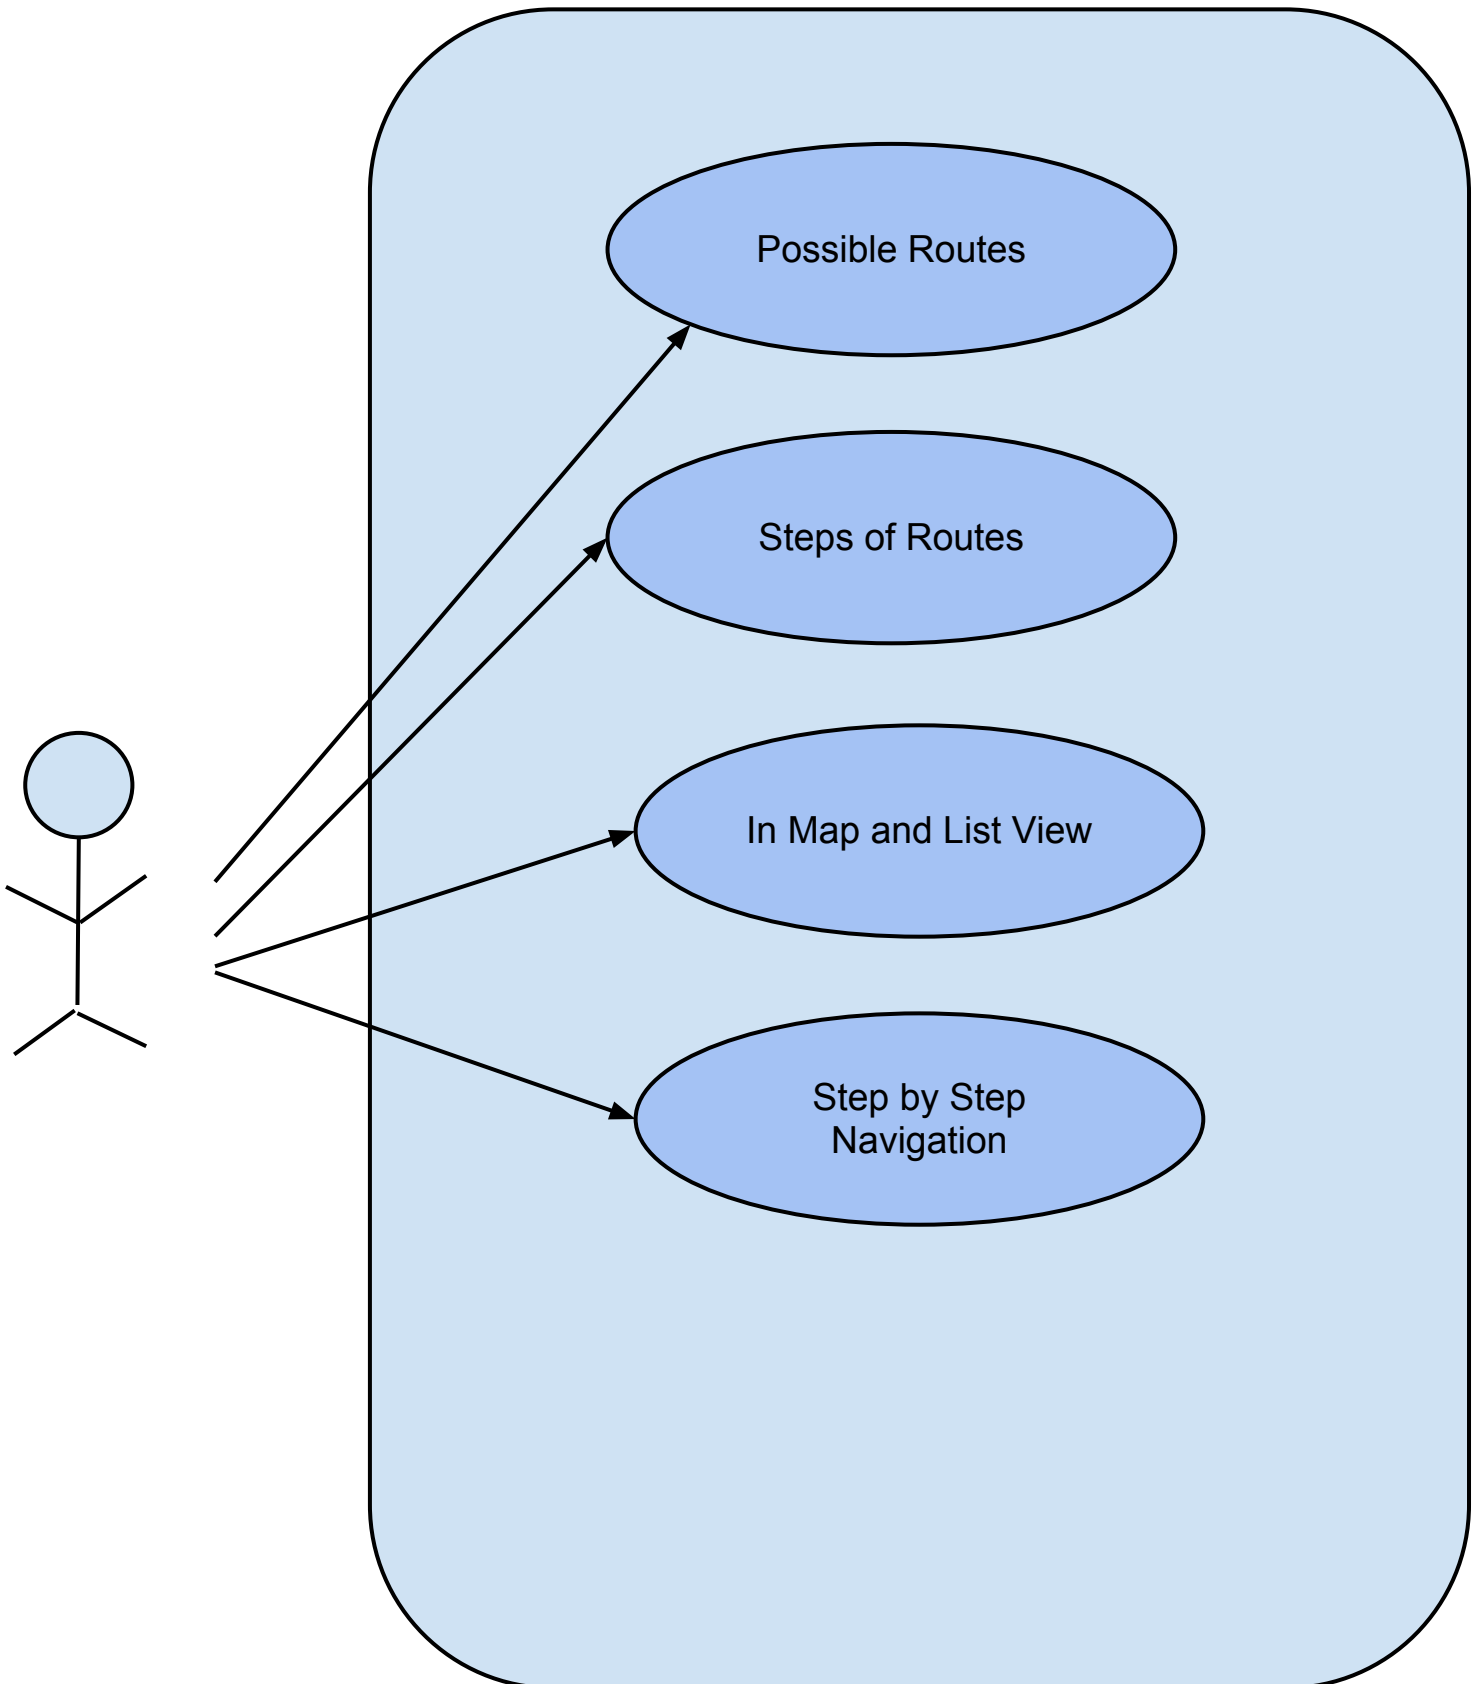 Possible Routes
Steps of Routes
In Map and List View
Step by Step
Navigation